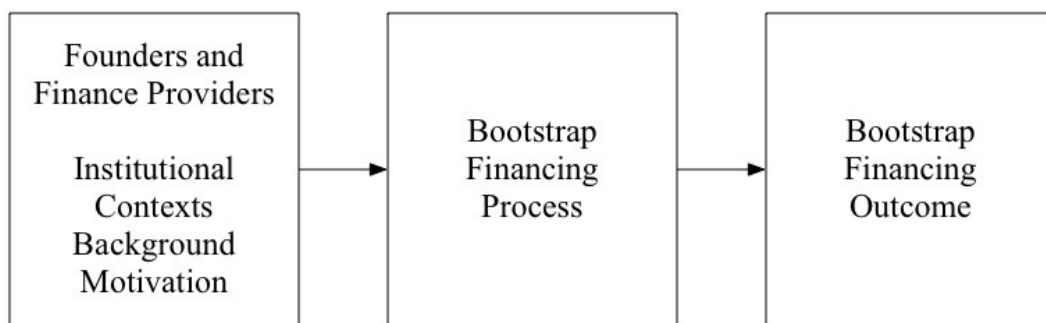 Founders and
Finance Providers
Institutional
Contexts
Background
Motivation
Bootstrap
Financing
Process
Bootstrap
Financing
Outcome